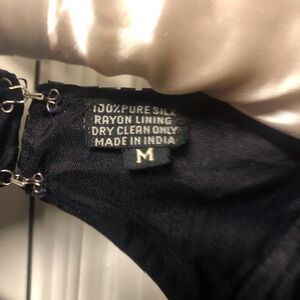 100% PURE SILK
RAYON LINING
DRY CLEAN ONLY
MADE IN INDIA
M